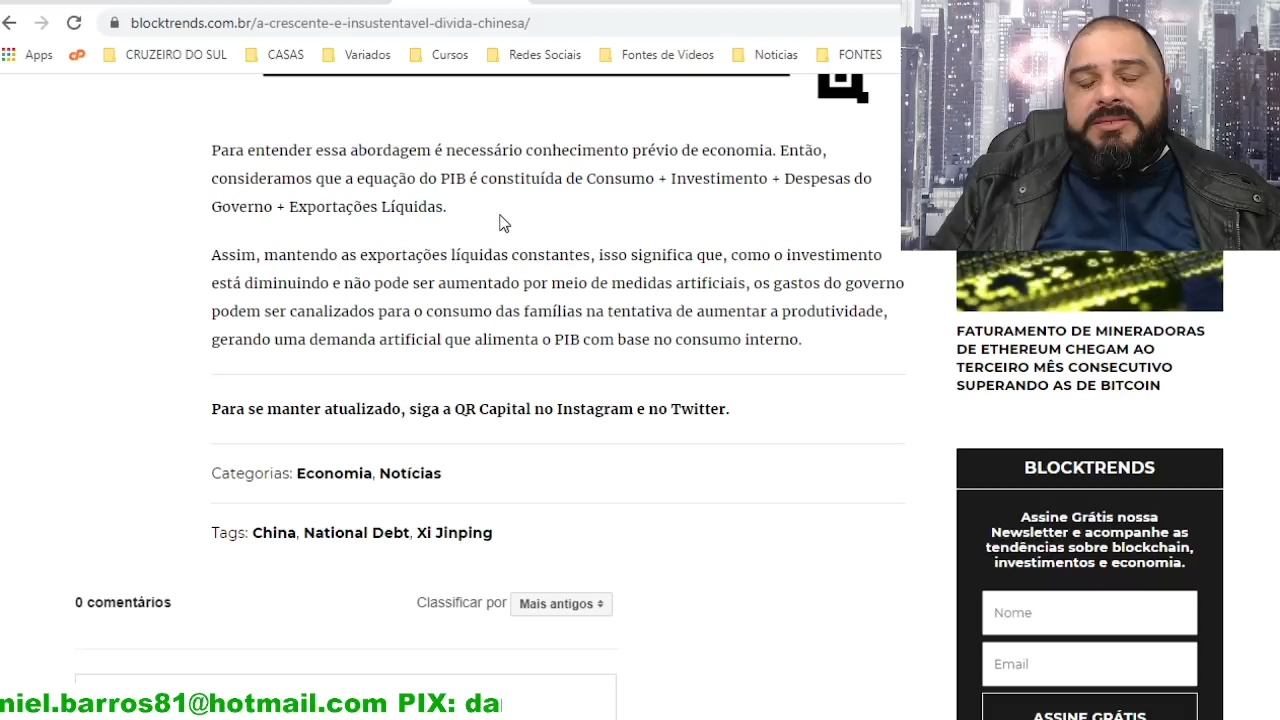 blocktrends.com.br/a-crescente-e-insustentavel-divida-chinesa/
Apps CRUZEIRO DO SUL CASAS Variados Cursos Redes Sociais Fontes de Videos Noticias FONTES
Para entender essa abordagem é necessário conhecimento prévio de economia. Então,
consideramos que a equação do PIB é constituída de Consumo + Investimento + Despesas do
Governo + Exportações Líquidas.
Assim, mantendo as exportações líquidas constantes, isso significa que, como o investimento
está diminuindo e não pode ser aumentado por meio de medidas artificiais, os gastos do governo
podem ser canalizados para o consumo das famílias na tentativa de aumentar a produtividade,
gerando uma demanda artificial que alimenta o PIB com base no consumo interno.
Para se manter atualizado, siga a QR Capital no Instagram e no Twitter.
Categorias: Economia, Notícias
Tags: China, National Debt, Xi Jinping
0 comentários
Classificar por Mais antigos
FATURAMENTO DE MINERADORAS
DE ETHEREUM CHEGAM AO
TERCEIRO MÊS CONSECUTIVO
SUPERANDO AS DE BITCOIN
BLOCKTRENDS
Assine Grátis nossa
Newsletter e acompanhe as
tendências sobre blockchain,
investimentos e economia.
Nome
Email
ASSINE GRÁTIS
niel.barros81@hotmail.com PIX: da